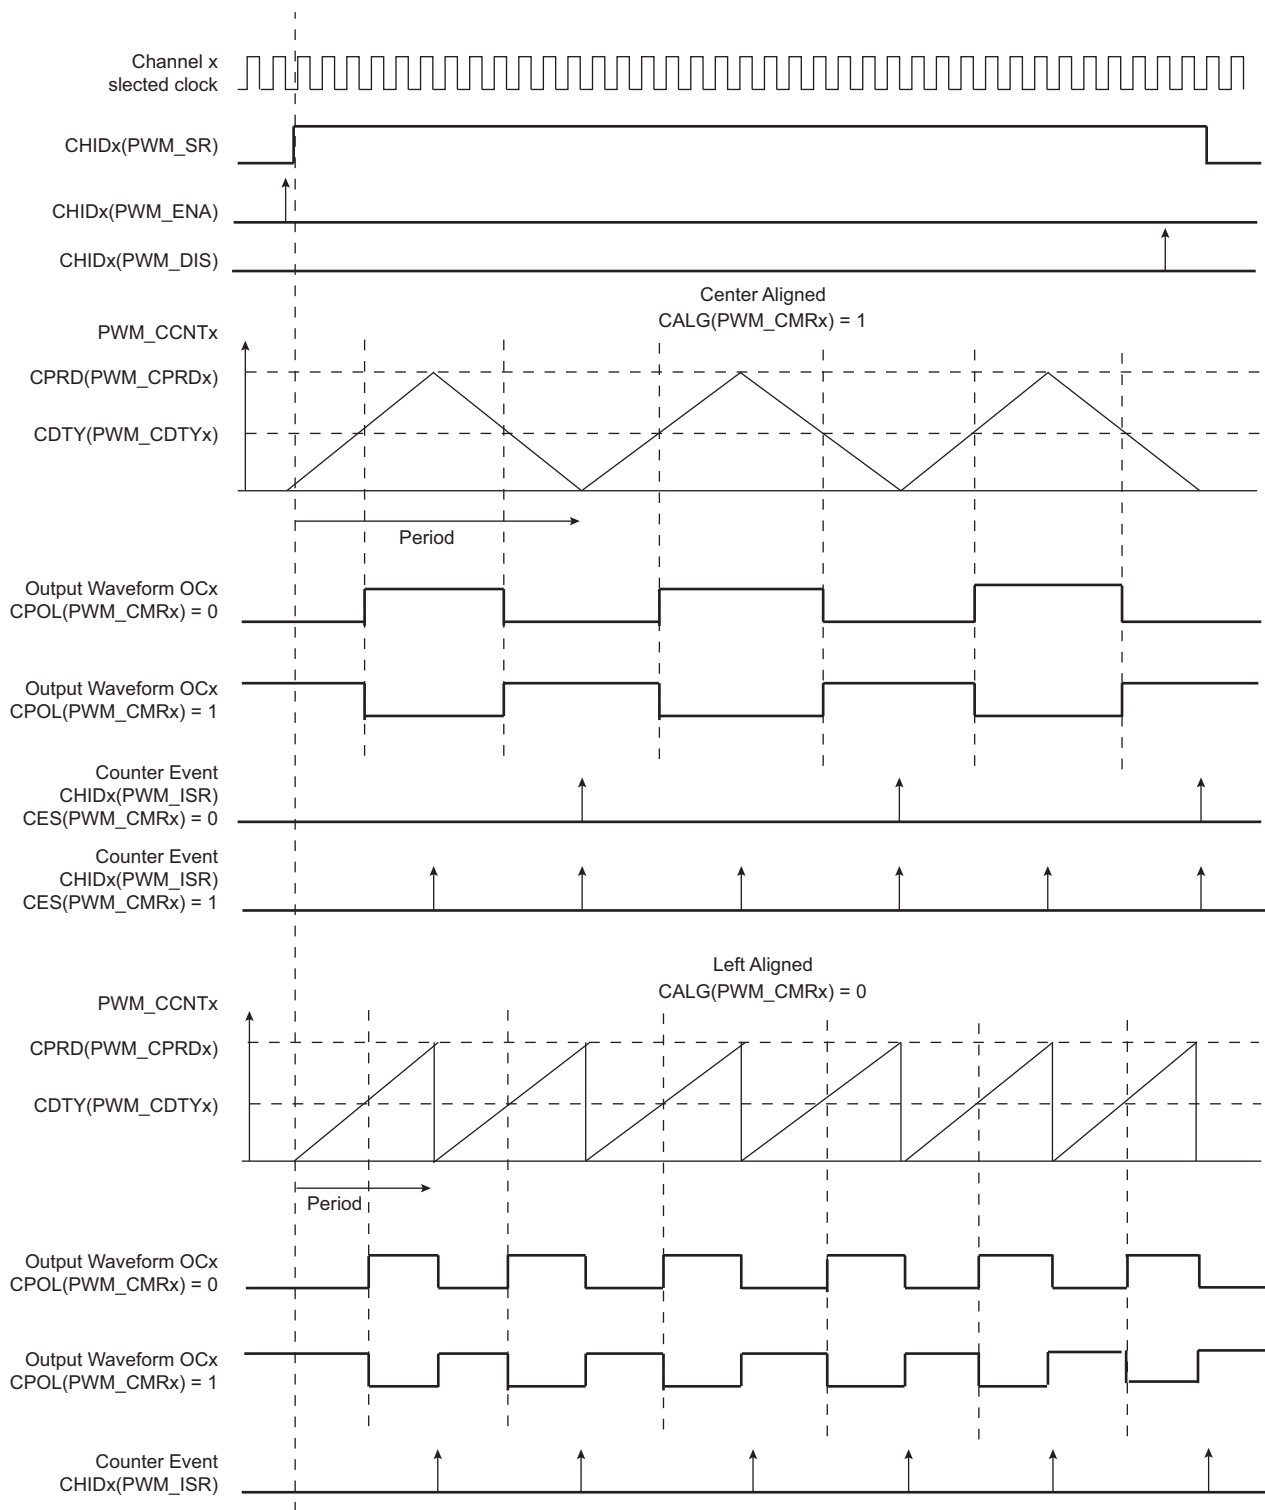 Channel x
slected clock
CHIDx(PWM_SR)
CHIDx(PWM_ENA)
CHIDx(PWM_DIS)
Center Aligned
CALG(PWM_CMRx) = 1
PWM_CCNTx
CPRD(PWM_CPRDx)
CDTY(PWM_CDTYx)
Period
Output Waveform OCx
CPOL(PWM_CMRx) = 0
Output Waveform OCx
CPOL(PWM_CMRx) = 1
Counter Event
CHIDx(PWM_ISR)
CES(PWM_CMRx) = 0
Counter Event
CHIDx(PWM_ISR)
CES(PWM_CMRx) = 1
Left Aligned
CALG(PWM_CMRx) = 0
PWM_CCNTx
CPRD(PWM_CPRDx)
CDTY(PWM_CDTYx)
Period
Output Waveform OCx
CPOL(PWM_CMRx) = 0
Output Waveform OCx
CPOL(PWM_CMRx) = 1
Counter Event
CHIDx(PWM_ISR)